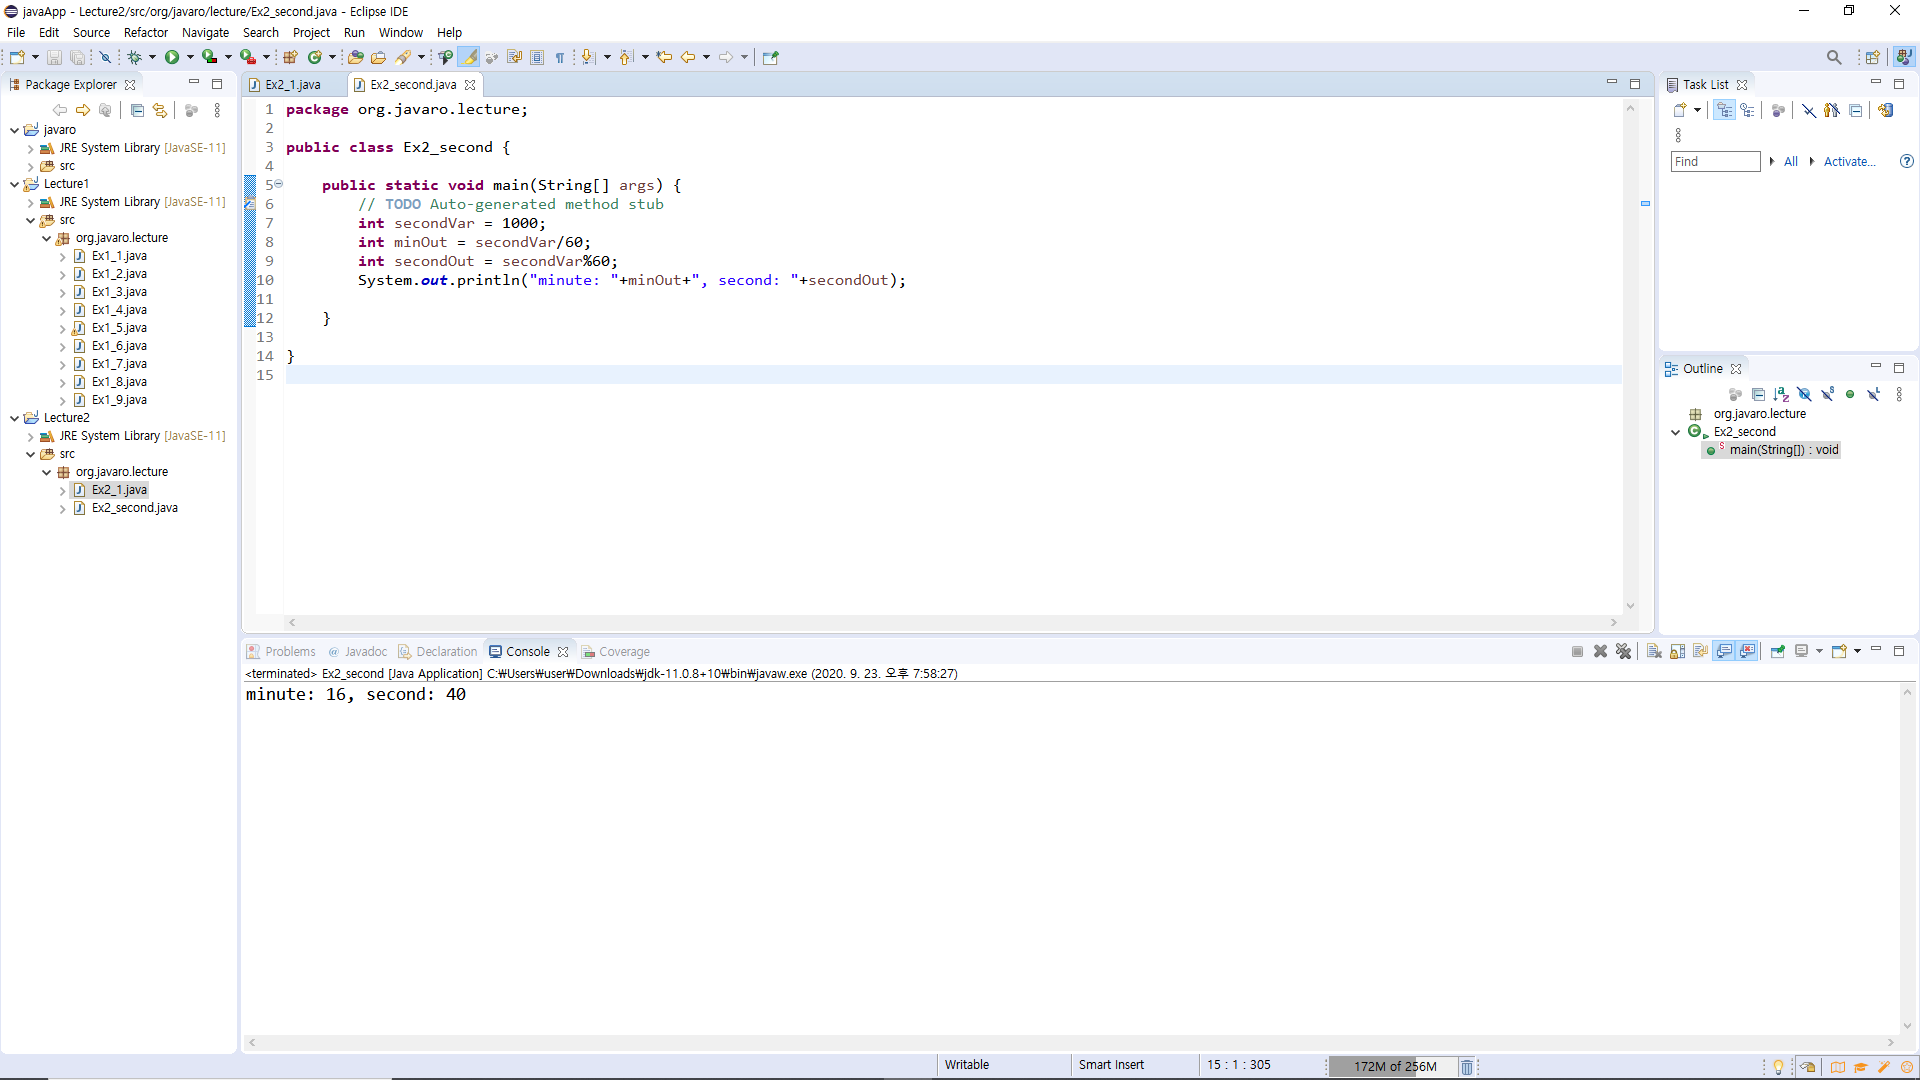 javaApp - Lecture2/src/org/javaro/lecture/Ex2_second.java - Eclipse IDE
File Edit Source Refactor Navigate Search Project Run Window Help
Package Explorer
javaro
JRE System Library [JavaSE-11]
src
Lecture1
JRE System Library [JavaSE-11]
src
org.javaro.lecture
Ex1_1.java
Ex1_2.java
Ex1_3.java
Ex1_4.java
Ex1_5.java
Ex1_6.java
Ex1_7.java
Ex1_8.java
Ex1_9.java
Lecture2
JRE System Library [JavaSE-11]
src
org.javaro.lecture
Ex2_1.java
Ex2_second.java
Ex2_1.java Ex2_second.java
1 package org.javaro.lecture;
2
3 public class Ex2_second {
4
5 public static void main(String[] args) {
6 // TODO Auto-generated method stub
7 int secondVar = 1000;
8 int minOut = secondVar/60;
9 int secondOut = secondVar%60;
10 System.out.println("minute: "+minOut+", second: "+secondOut);
11
12 }
13
14 }
15
Task List
Find All Activate...
Outline
org.javaro.lecture
Ex2_second
main(String[]) : void
Problems Javadoc Declaration Console Coverage
<terminated> Ex2_second [Java Application] C:₩Users₩user₩Downloads₩jdk-11.0.8+10₩bin₩javaw.exe (2020. 9. 23. 오후 7:58:27)
minute: 16, second: 40
Writable Smart Insert 15 : 1 : 305 172M of 256M